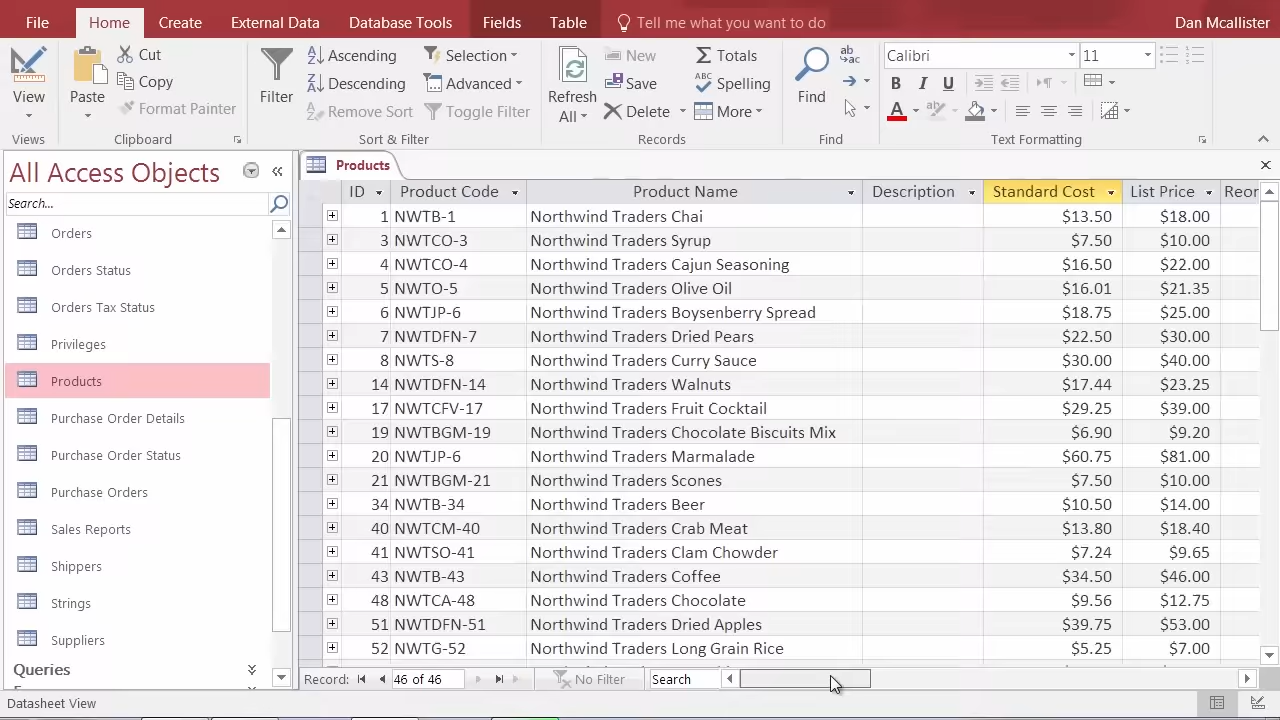 File Home Create External Data Database Tools Fields Table Tell me what you want to do Dan Mcallister
View Paste Cut Copy Format Painter Filter Ascending Descending Remove Sort Selection Advanced Toggle Filter Refresh All New Save Delete Totals Spelling More Find Calibri 11
B I U A
Views Clipboard Sort & Filter Records Find Text Formatting
All Access Objects
Search...
Orders
Orders Status
Orders Tax Status
Privileges
Products
Purchase Order Details
Purchase Order Status
Purchase Orders
Sales Reports
Shippers
Strings
Suppliers
Queries
Products
ID Product Code Product Name Description Standard Cost List Price Reor
1 NWTB-1 Northwind Traders Chai $13.50 $18.00
3 NWTCO-3 Northwind Traders Syrup $7.50 $10.00
4 NWTCO-4 Northwind Traders Cajun Seasoning $16.50 $22.00
5 NWTO-5 Northwind Traders Olive Oil $16.01 $21.35
6 NWTJP-6 Northwind Traders Boysenberry Spread $18.75 $25.00
7 NWTDFN-7 Northwind Traders Dried Pears $22.50 $30.00
8 NWTS-8 Northwind Traders Curry Sauce $30.00 $40.00
14 NWTDFN-14 Northwind Traders Walnuts $17.44 $23.25
17 NWTCFV-17 Northwind Traders Fruit Cocktail $29.25 $39.00
19 NWTBGM-19 Northwind Traders Chocolate Biscuits Mix $6.90 $9.20
20 NWTJP-6 Northwind Traders Marmalade $60.75 $81.00
21 NWTBGM-21 Northwind Traders Scones $7.50 $10.00
34 NWTB-34 Northwind Traders Beer $10.50 $14.00
40 NWTCM-40 Northwind Traders Crab Meat $13.80 $18.40
41 NWTSO-41 Northwind Traders Clam Chowder $7.24 $9.65
43 NWTB-43 Northwind Traders Coffee $34.50 $46.00
48 NWTCA-48 Northwind Traders Chocolate $9.56 $12.75
51 NWTDFN-51 Northwind Traders Dried Apples $39.75 $53.00
52 NWTG-52 Northwind Traders Long Grain Rice $5.25 $7.00
Record: 46 of 46 No Filter Search
Datasheet View